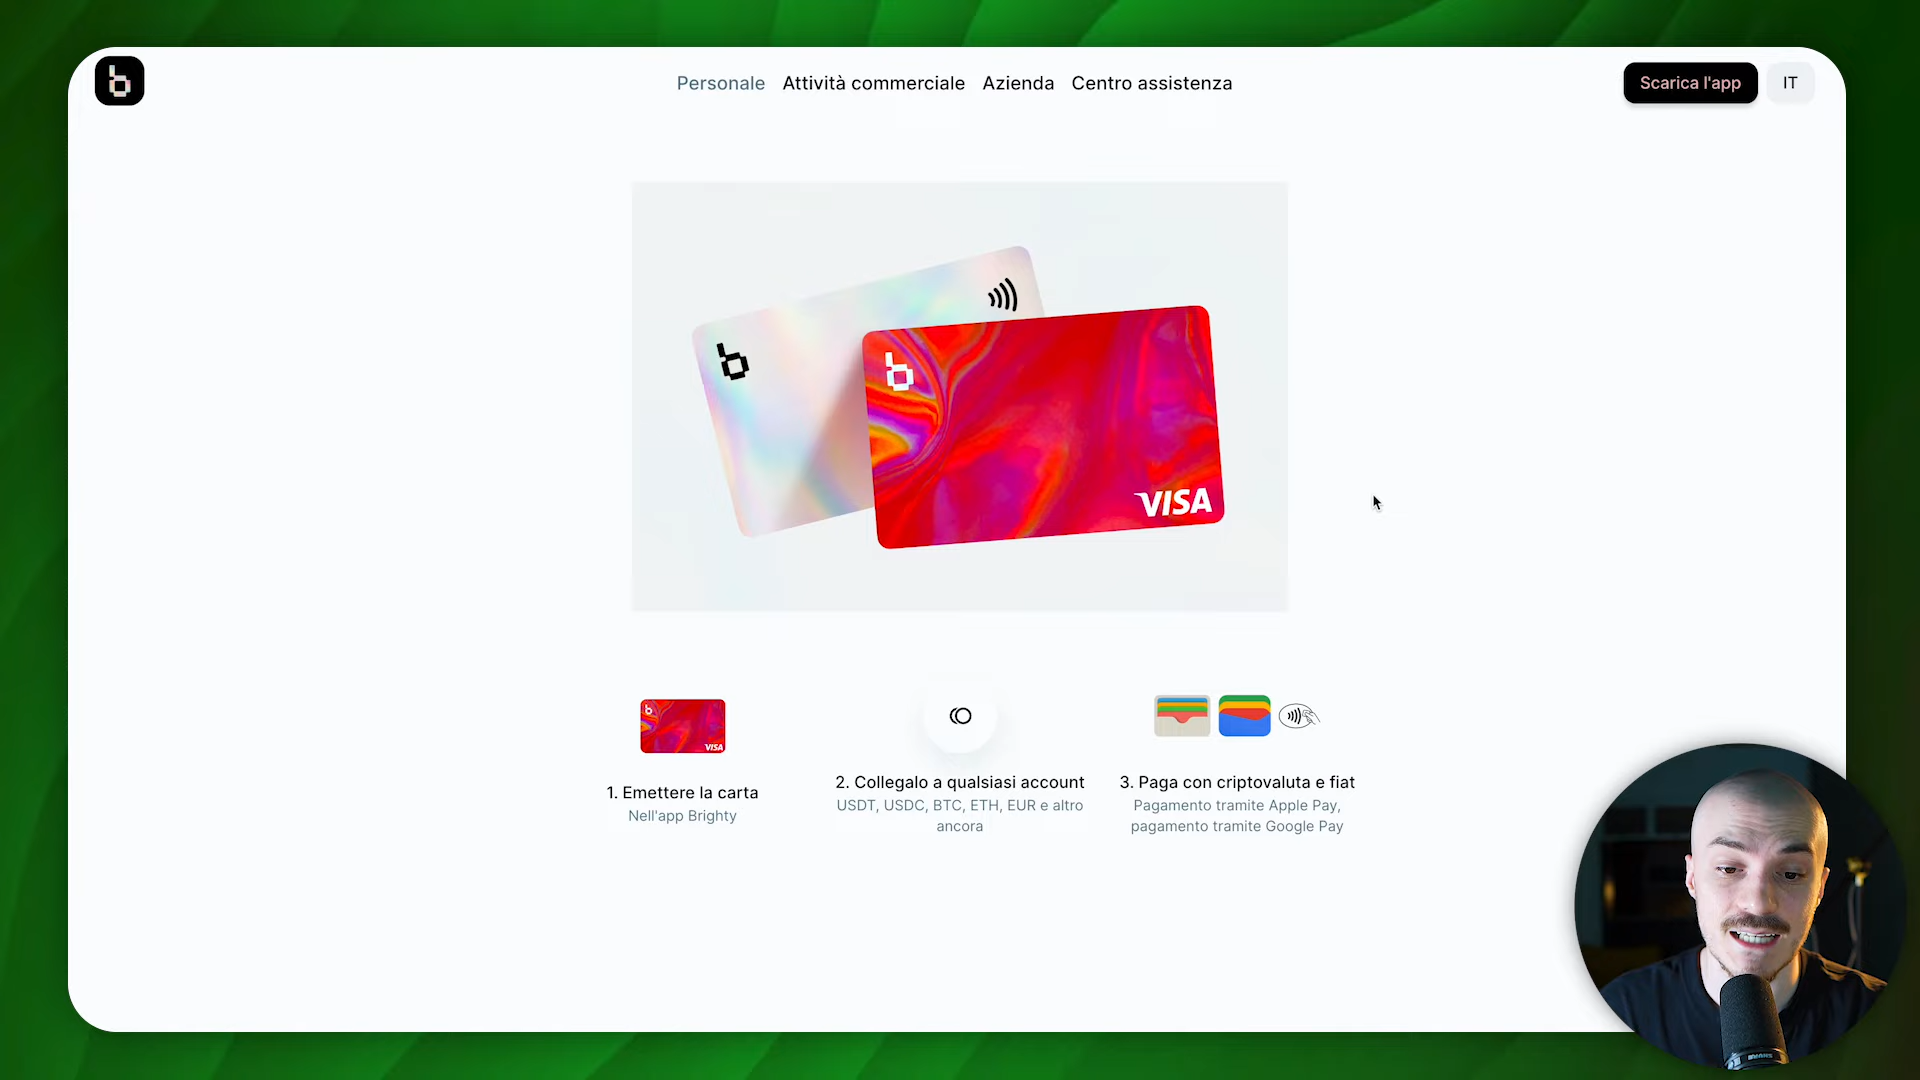 b
Personale Attività commerciale Azienda Centro assistenza
Scarica l'app
IT
b
b
VISA
b
VISA
1. Emettere la carta
Nell'app Brighty
2. Collegalo a qualsiasi account
USDT, USDC, BTC, ETH, EUR e altro
ancora
3. Paga con criptovaluta e fiat
Pagamento tramite Apple Pay,
pagamento tramite Google Pay